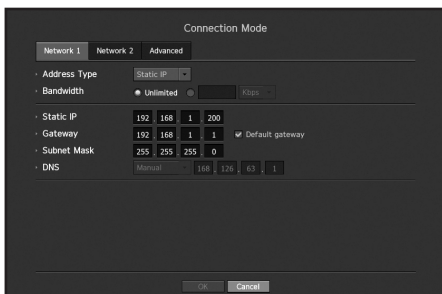 Connection Mode
Network 1 Network 2 Advanced
Address Type Static IP
Bandwidth Unlimited Kbps
Static IP 192 . 168 . 1 . 200
Gateway 192 . 168 . 1 . 1 Default gateway
Subnet Mask 255 . 255 . 255 . 0
DNS Manual 168 . 126 . 63 . 1
OK Cancel